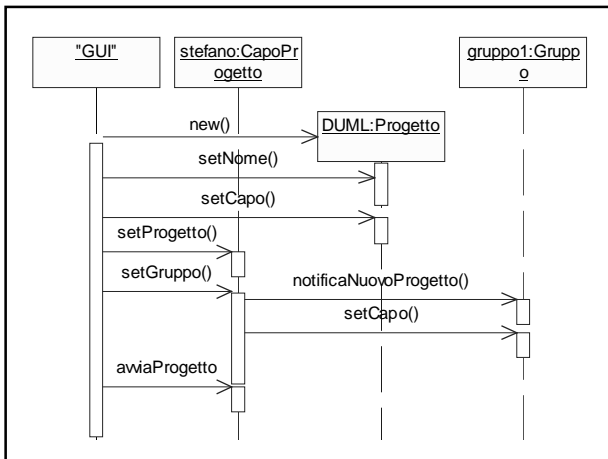 "GUI"
stefano:CapoPr
ogetto
gruppo1:Grupp
o
new()
DUML:Progetto
setNome()
setCapo()
setProgetto()
setGruppo()
notificaNuovoProgetto()
setCapo()
avviaProgetto